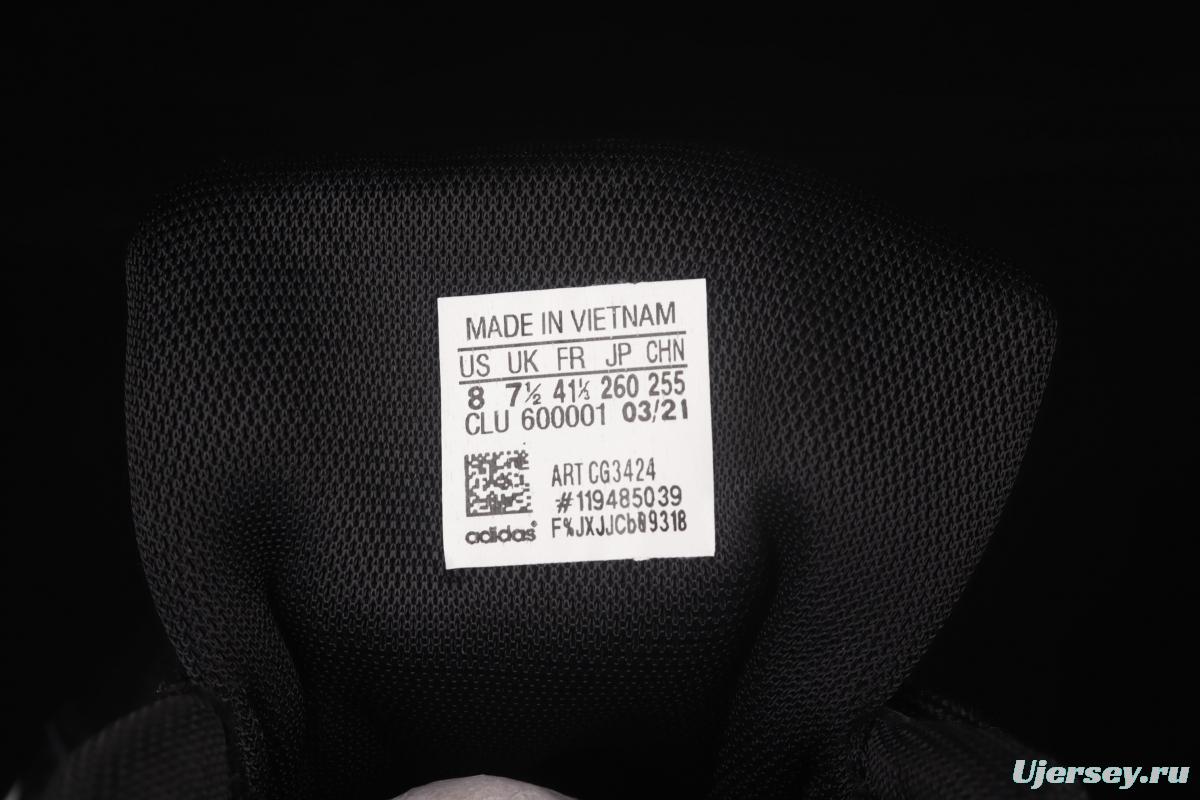 MADE IN VIETNAM
US UK FR JP CHN
8 7½ 41⅓ 260 255
CLU 600001 03/21
ART CG3424
#119485039
adidas®
Ujersey.ru